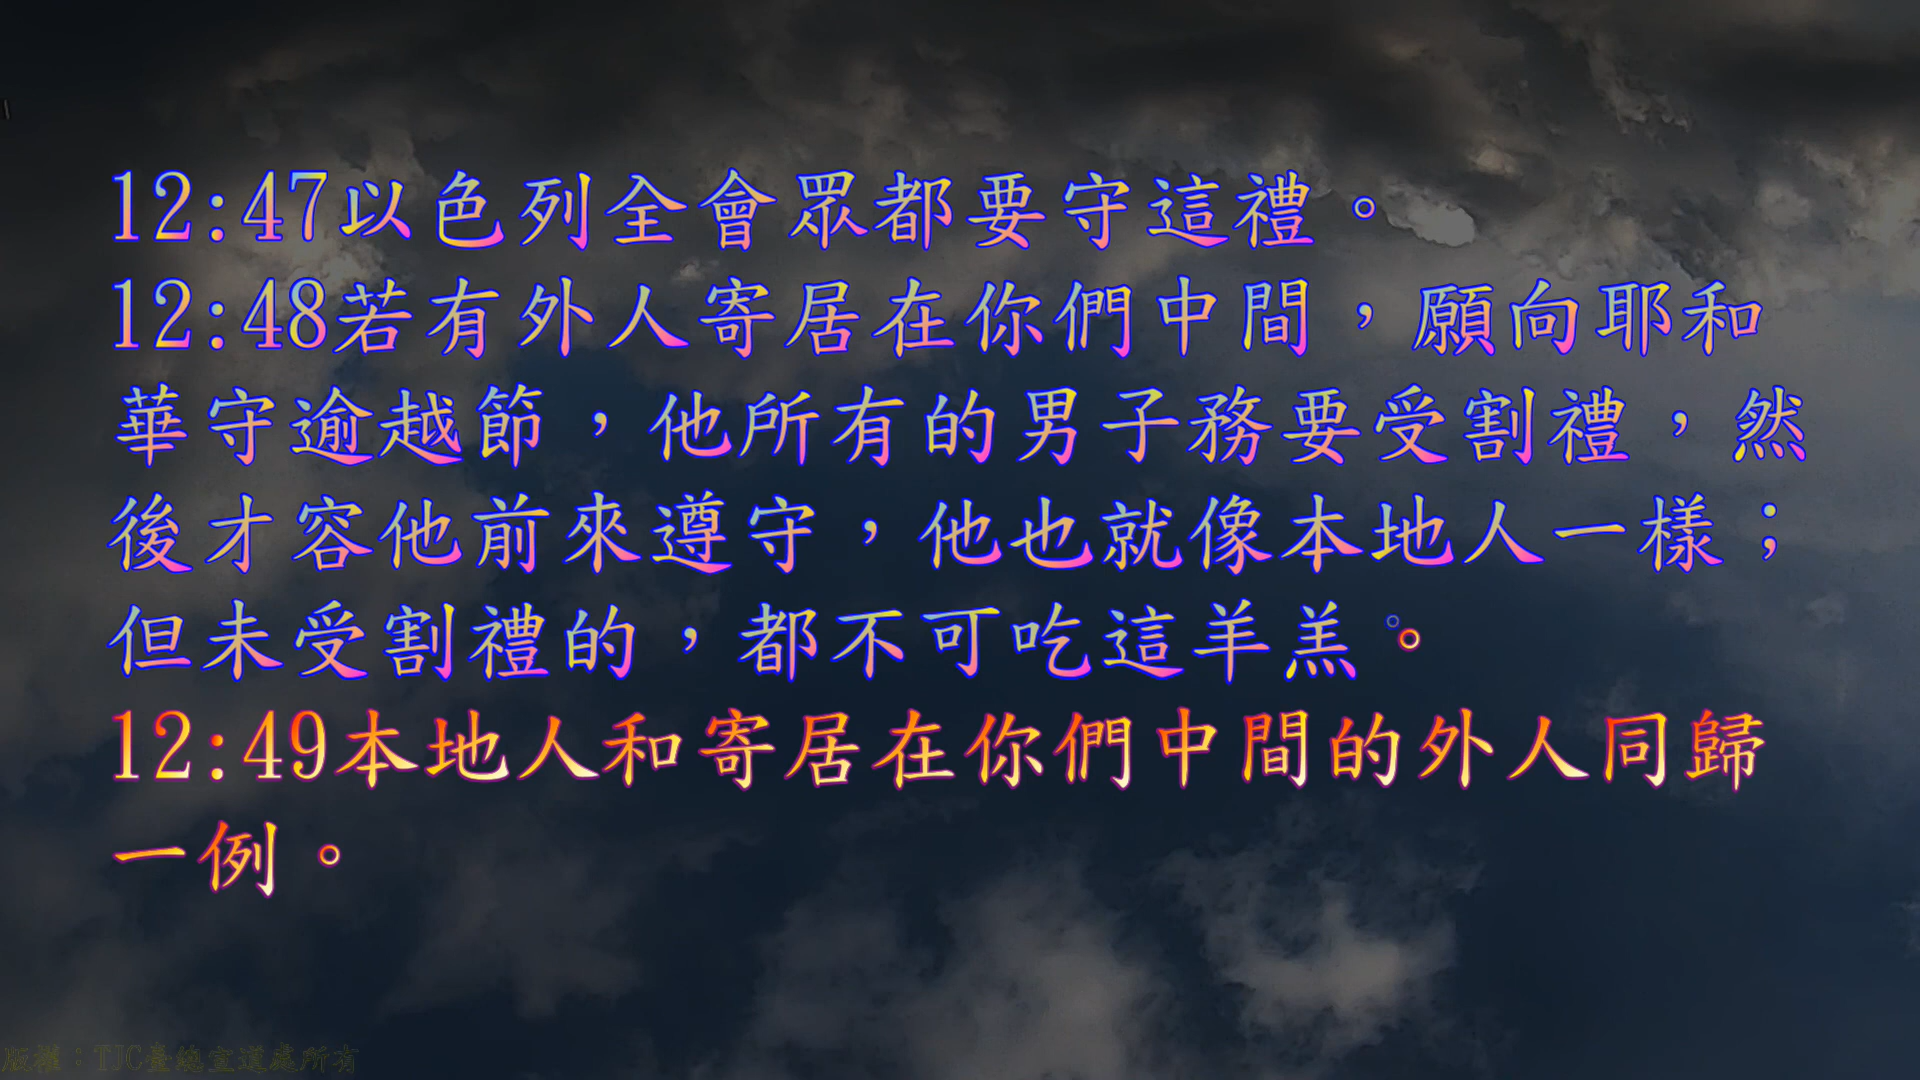 12:47以色列全會眾都要守這禮。
12:48若有外人寄居在你們中間，願向耶和
華守逾越節，他所有的男子務要受割禮，然
後才容他前來遵守，他也就像本地人一樣；
但未受割禮的，都不可吃這羊羔。
12:49本地人和寄居在你們中間的外人同歸
一例。
版權：TJC臺總宣道處所有